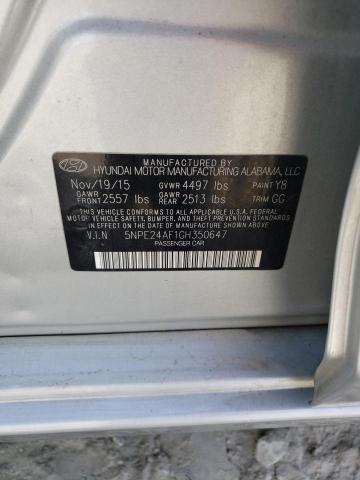 MANUFACTURED BY
HYUNDAI MOTOR MANUFACTURING ALABAMA, LLC
Nov/19/15 GVWR 4497 lbs PAINT Y8
GAWR FRONT 2557 lbs GAWR REAR 2513 lbs TRIM GG
THIS VEHICLE CONFORMS TO ALL APPLICABLE U.S.A. FEDERAL
MOTOR VEHICLE SAFETY, BUMPER, AND THEFT PREVENTION STANDARDS
IN EFFECT ON THE DATE OF MANUFACTURE SHOWN ABOVE.
V.I.N 5NPE24AF1GH350647
PASSENGER CAR